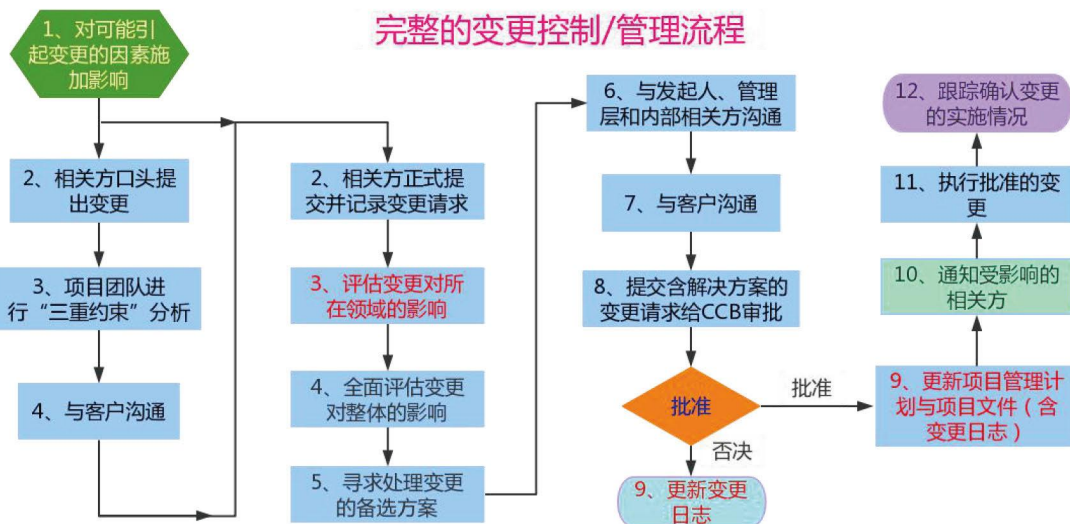 完整的变更控制/管理流程
1、对可能引
起变更的因素施
加影响
2、相关方口头提
出变更
3、项目团队进
行“三重约束”分析
4、与客户沟通
2、相关方正式提
交并记录变更请求
3、评估变更对所
在领域的影响
4、全面评估变更
对整体的影响
5、寻求处理变更
的备选方案
6、与发起人、管理
层和内部相关方沟通
7、与客户沟通
8、提交含解决方案的
变更请求给CCB审批
批准
批准
否决
9、更新变更
日志
9、更新项目管理计
划与项目文件（含
变更日志）
10、通知受影响的
相关方
11、执行批准的变
更
12、跟踪确认变更
的实施情况